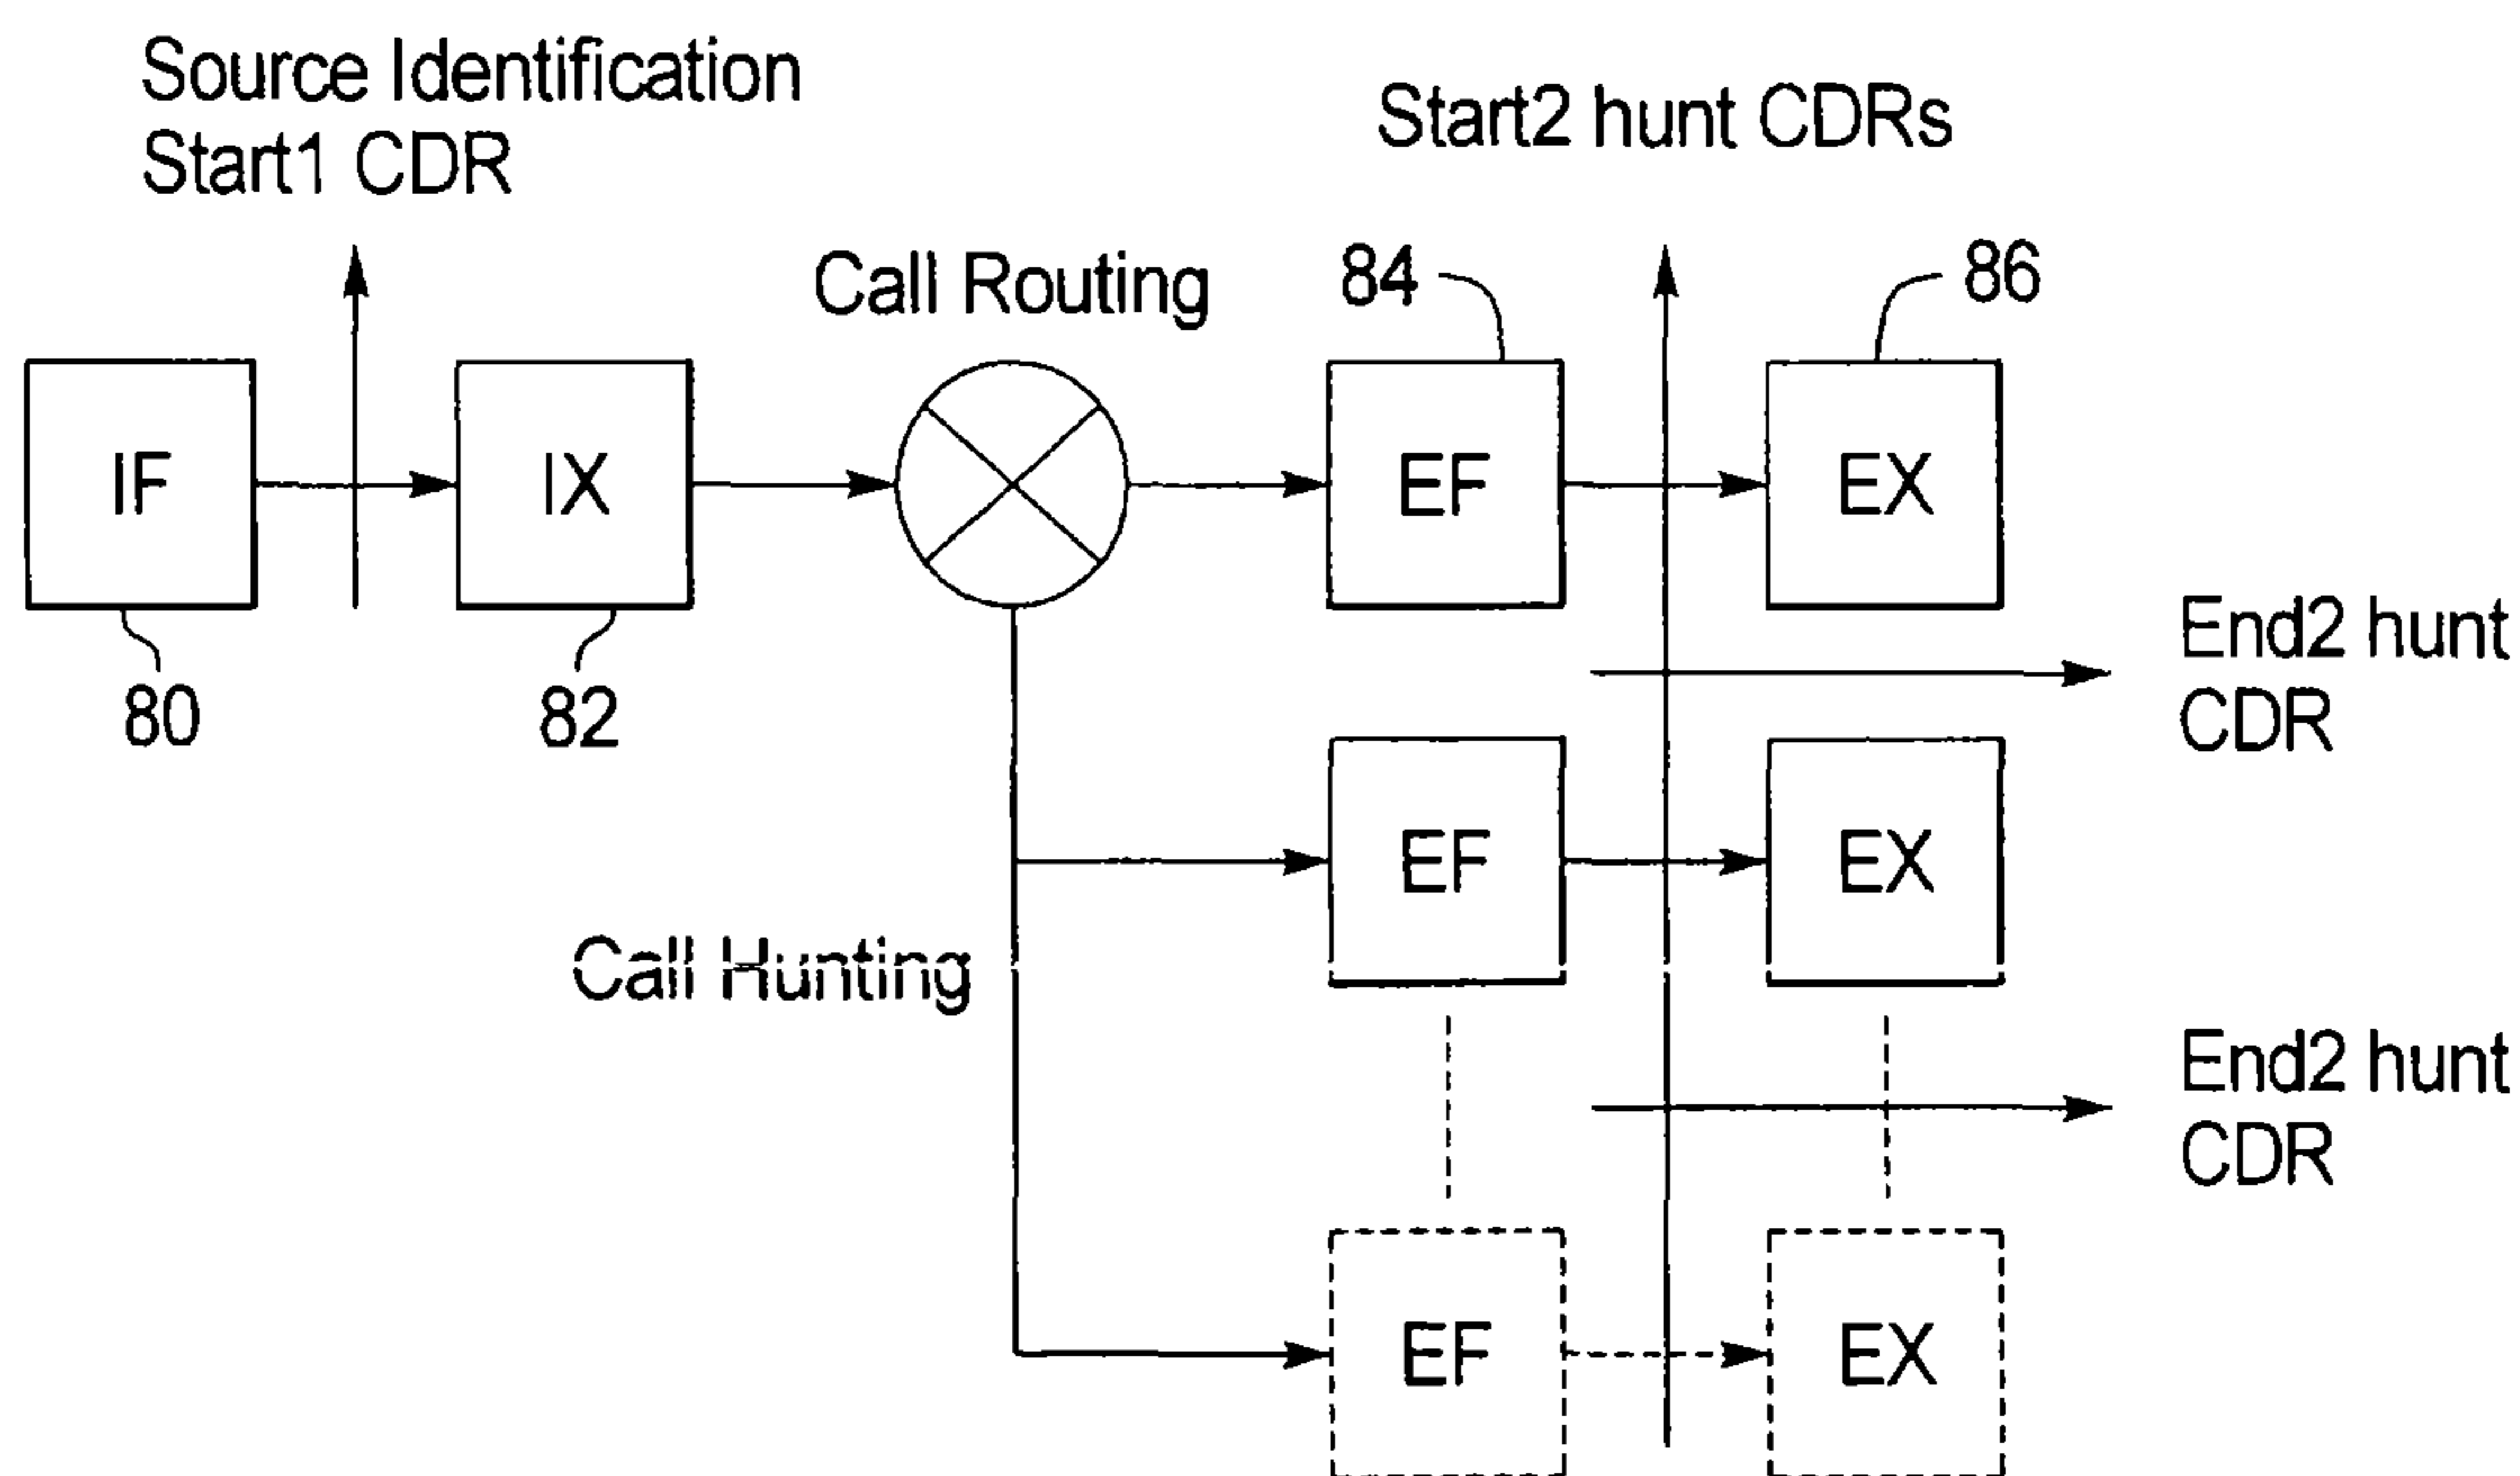 Source Identification
Start1 CDR
Start2 hunt CDRs
Call Routing
84
86
IF
IX
EF
EX
80
82
End2 hunt
CDR
EF
EX
Call Hunting
End2 hunt
CDR
EF
EX